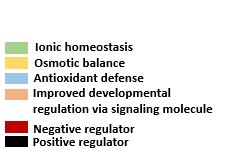 Ionic homeostasis
Osmotic balance
Antioxidant defense
Improved developmental
regulation via signaling molecule
Negative regulator
Positive regulator